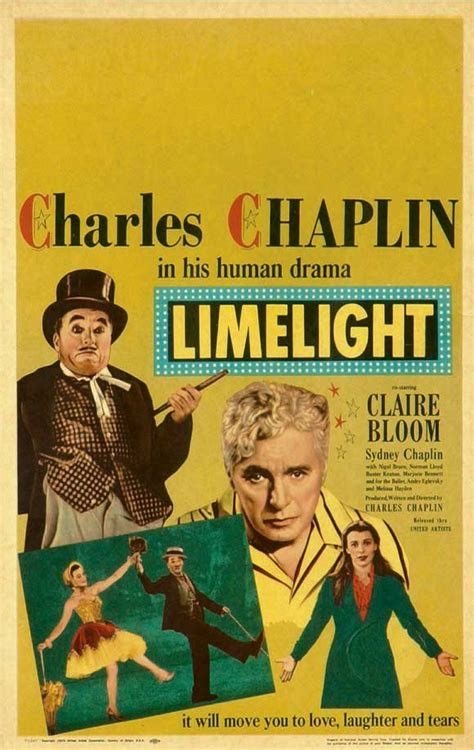 Charles CHAPLIN
in his human drama
LIMELIGHT
co-starring
CLAIRE
BLOOM
Sydney Chaplin
with Nigel Bruce, Norman Lloyd
Buster Keaton, Marjorie Bennett
and for the Ballet, Andre Eglevsky
and Melissa Hayden
Produced, Written and Directed by
CHARLES CHAPLIN
Released thru
UNITED ARTISTS
it will move you to love, laughter and tears